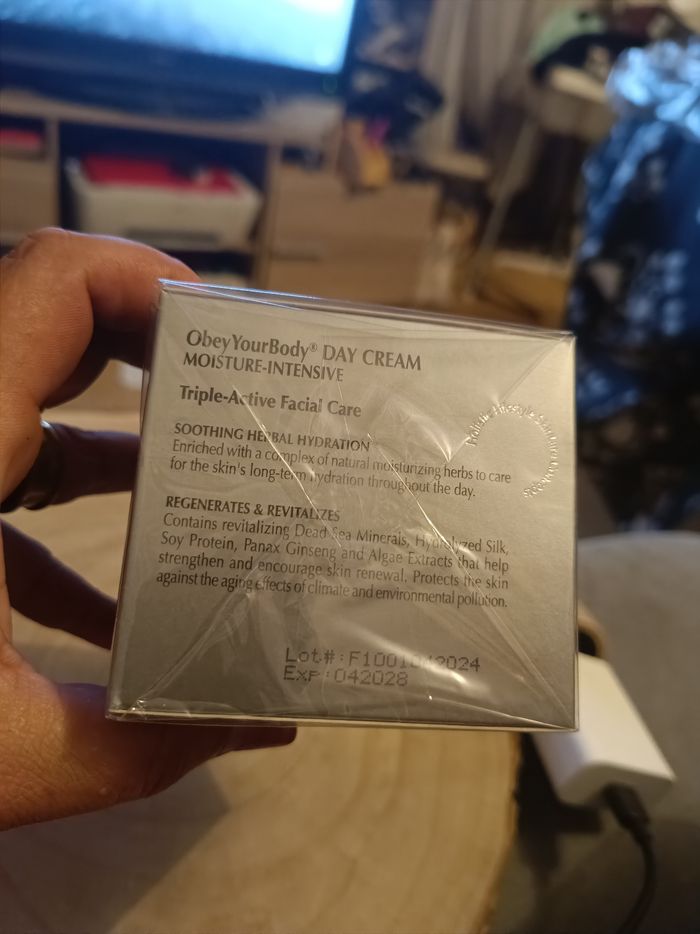 ObeyYourBody® DAY CREAM
MOISTURE-INTENSIVE
Triple-Active Facial Care
SOOTHING HERBAL HYDRATION
Enriched with a complex of natural moisturizing herbs to care
for the skin's long-term hydration throughout the day.
REGENERATES & REVITALIZES
Contains revitalizing Dead Sea Minerals, Hydrolyzed Silk,
Soy Protein, Panax Ginseng and Algae Extracts that help
strengthen and encourage skin renewal. Protects the skin
against the aging effects of climate and environmental pollution.
Lot#:F1001042024
Exp:042028